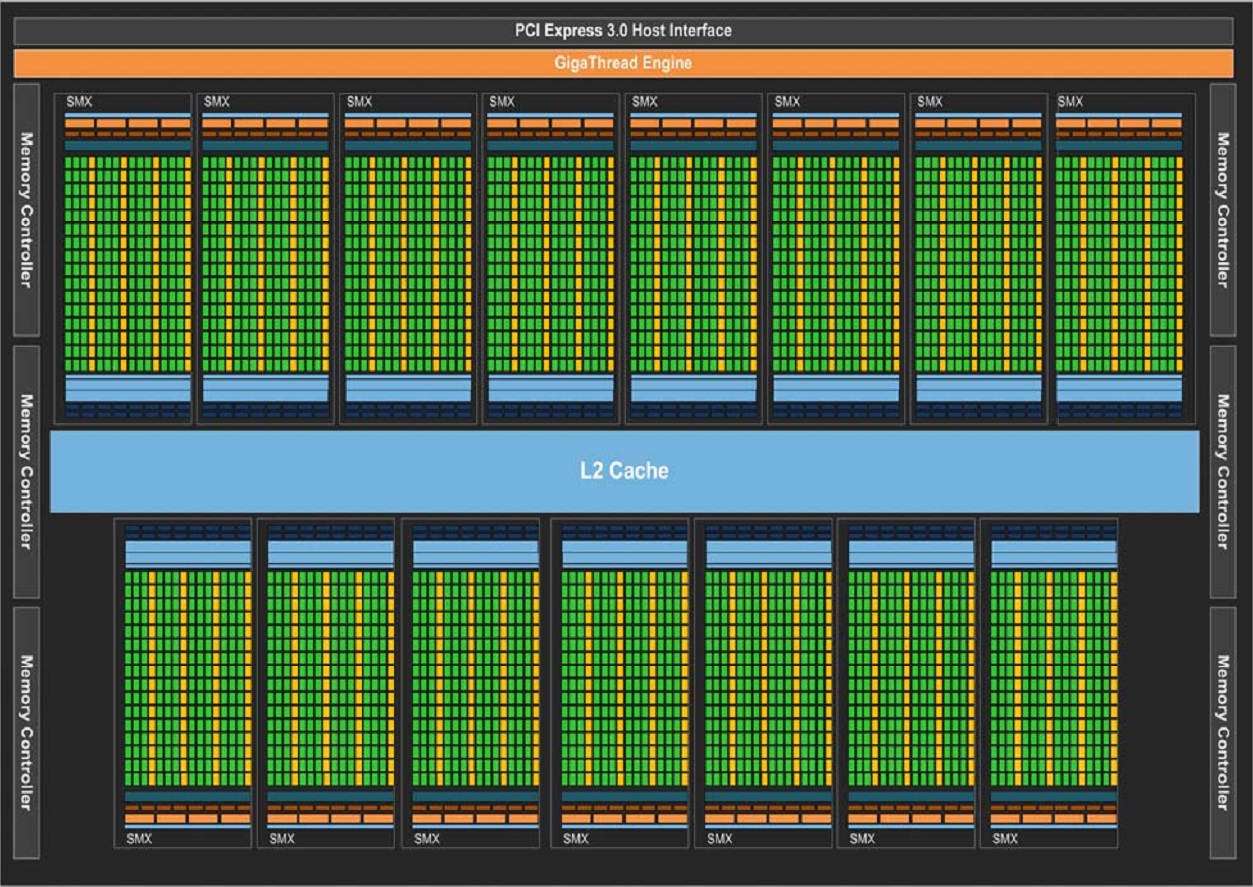 PCI Express 3.0 Host Interface
GigaThread Engine
SMX
SMX
SMX
SMX
SMX
SMX
SMX
SMX
Memory Controller
Memory Controller
Memory Controller
Memory Controller
L2 Cache
Memory Controller
Memory Controller
SMX
SMX
SMX
SMX
SMX
SMX
SMX